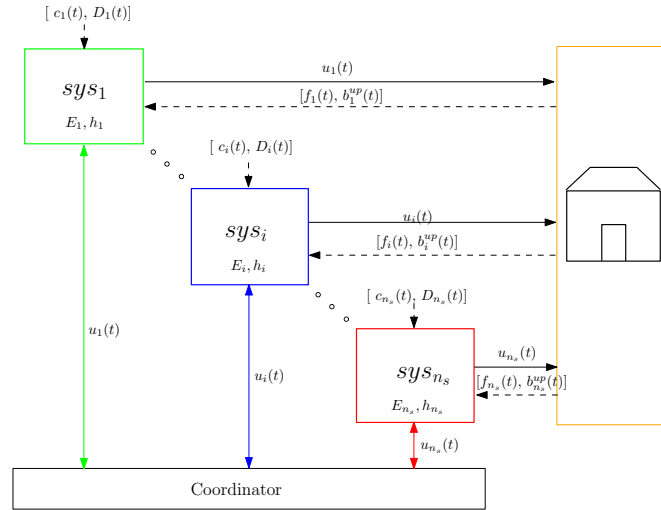 [ c_1(t), D_1(t)]
u_1(t)
sys_1
[f_1(t), b_1^{up}(t)]
E_1, h_1
[ c_i(t), D_i(t)]
u_i(t)
sys_i
[f_i(t), b_i^{up}(t)]
E_i, h_i
[ c_{n_s}(t), D_{n_s}(t)]
u_1(t)
u_{n_s}(t)
sys_{n_s}
u_i(t)
[f_{n_s}(t), b_{n_s}^{up}(t)]
E_{n_s}, h_{n_s}
u_{n_s}(t)
Coordinator